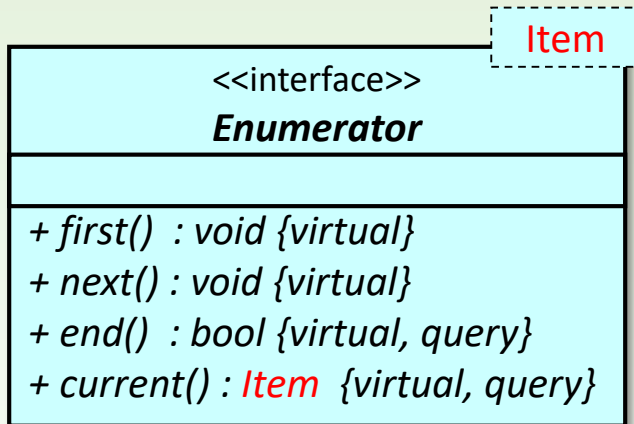 Item
<<interface>>
Enumerator
+ first() : void {virtual}
+ next() : void {virtual}
+ end() : bool {virtual, query}
+ current() : Item {virtual, query}